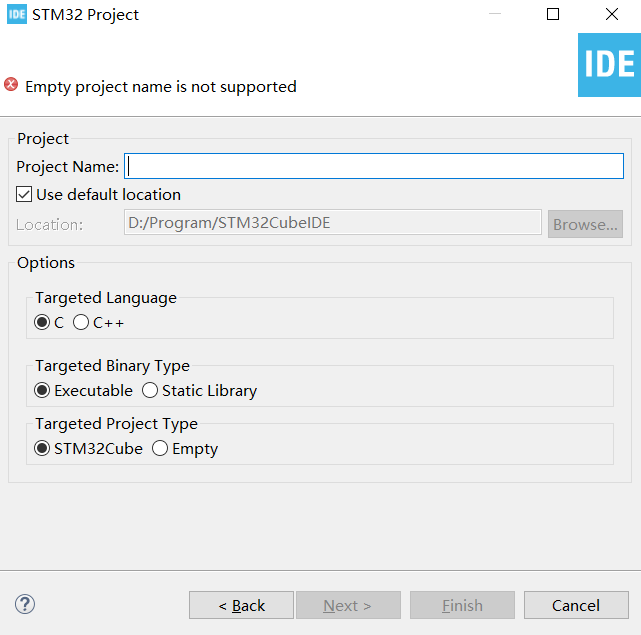 IDE STM32 Project
IDE
Empty project name is not supported
Project
Project Name:
Use default location
Location: D:/Program/STM32CubeIDE Browse...
Options
Targeted Language
C C++
Targeted Binary Type
Executable Static Library
Targeted Project Type
STM32Cube Empty
? < Back Next > Finish Cancel